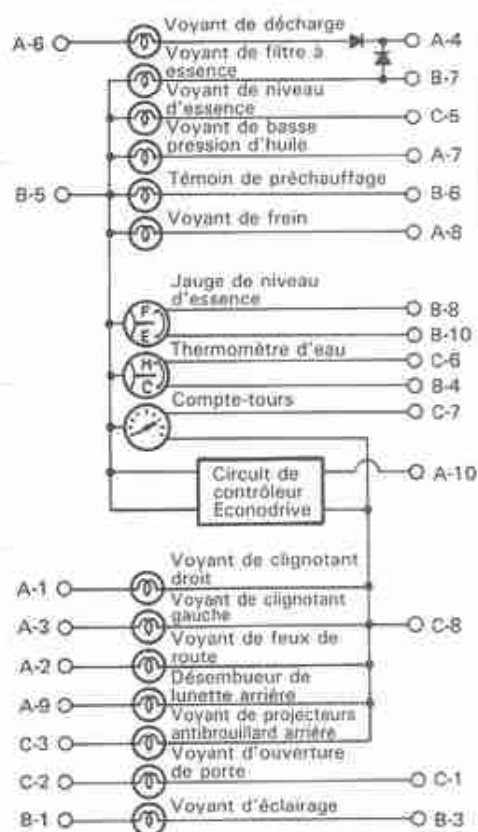 Voyant de décharge
A-6 A-4
Voyant de filtre à
essence
B-7
Voyant de niveau
d'essence
C-5
Voyant de basse
pression d'huile
A-7
B-5 Témoin de préchauffage B-6
Voyant de frein
A-8
Jauge de niveau
d'essence
B-8
F
E
B-10
Thermomètre d'eau
C-6
H
C
B-4
Compte-tours
C-7
A-10
Circuit de
contrôleur
Econodrive
Voyant de clignotant
droit
A-1
Voyant de clignotant
gauche
A-3 C-8
Voyant de feux de
route
A-2
Désembueur de
lunette arrière
A-9
Voyant de projecteurs
antibrouillard arrière
C-3
Voyant d'ouverture
de porte
C-2 C-1
Voyant d'éclairage
B-1 B-3